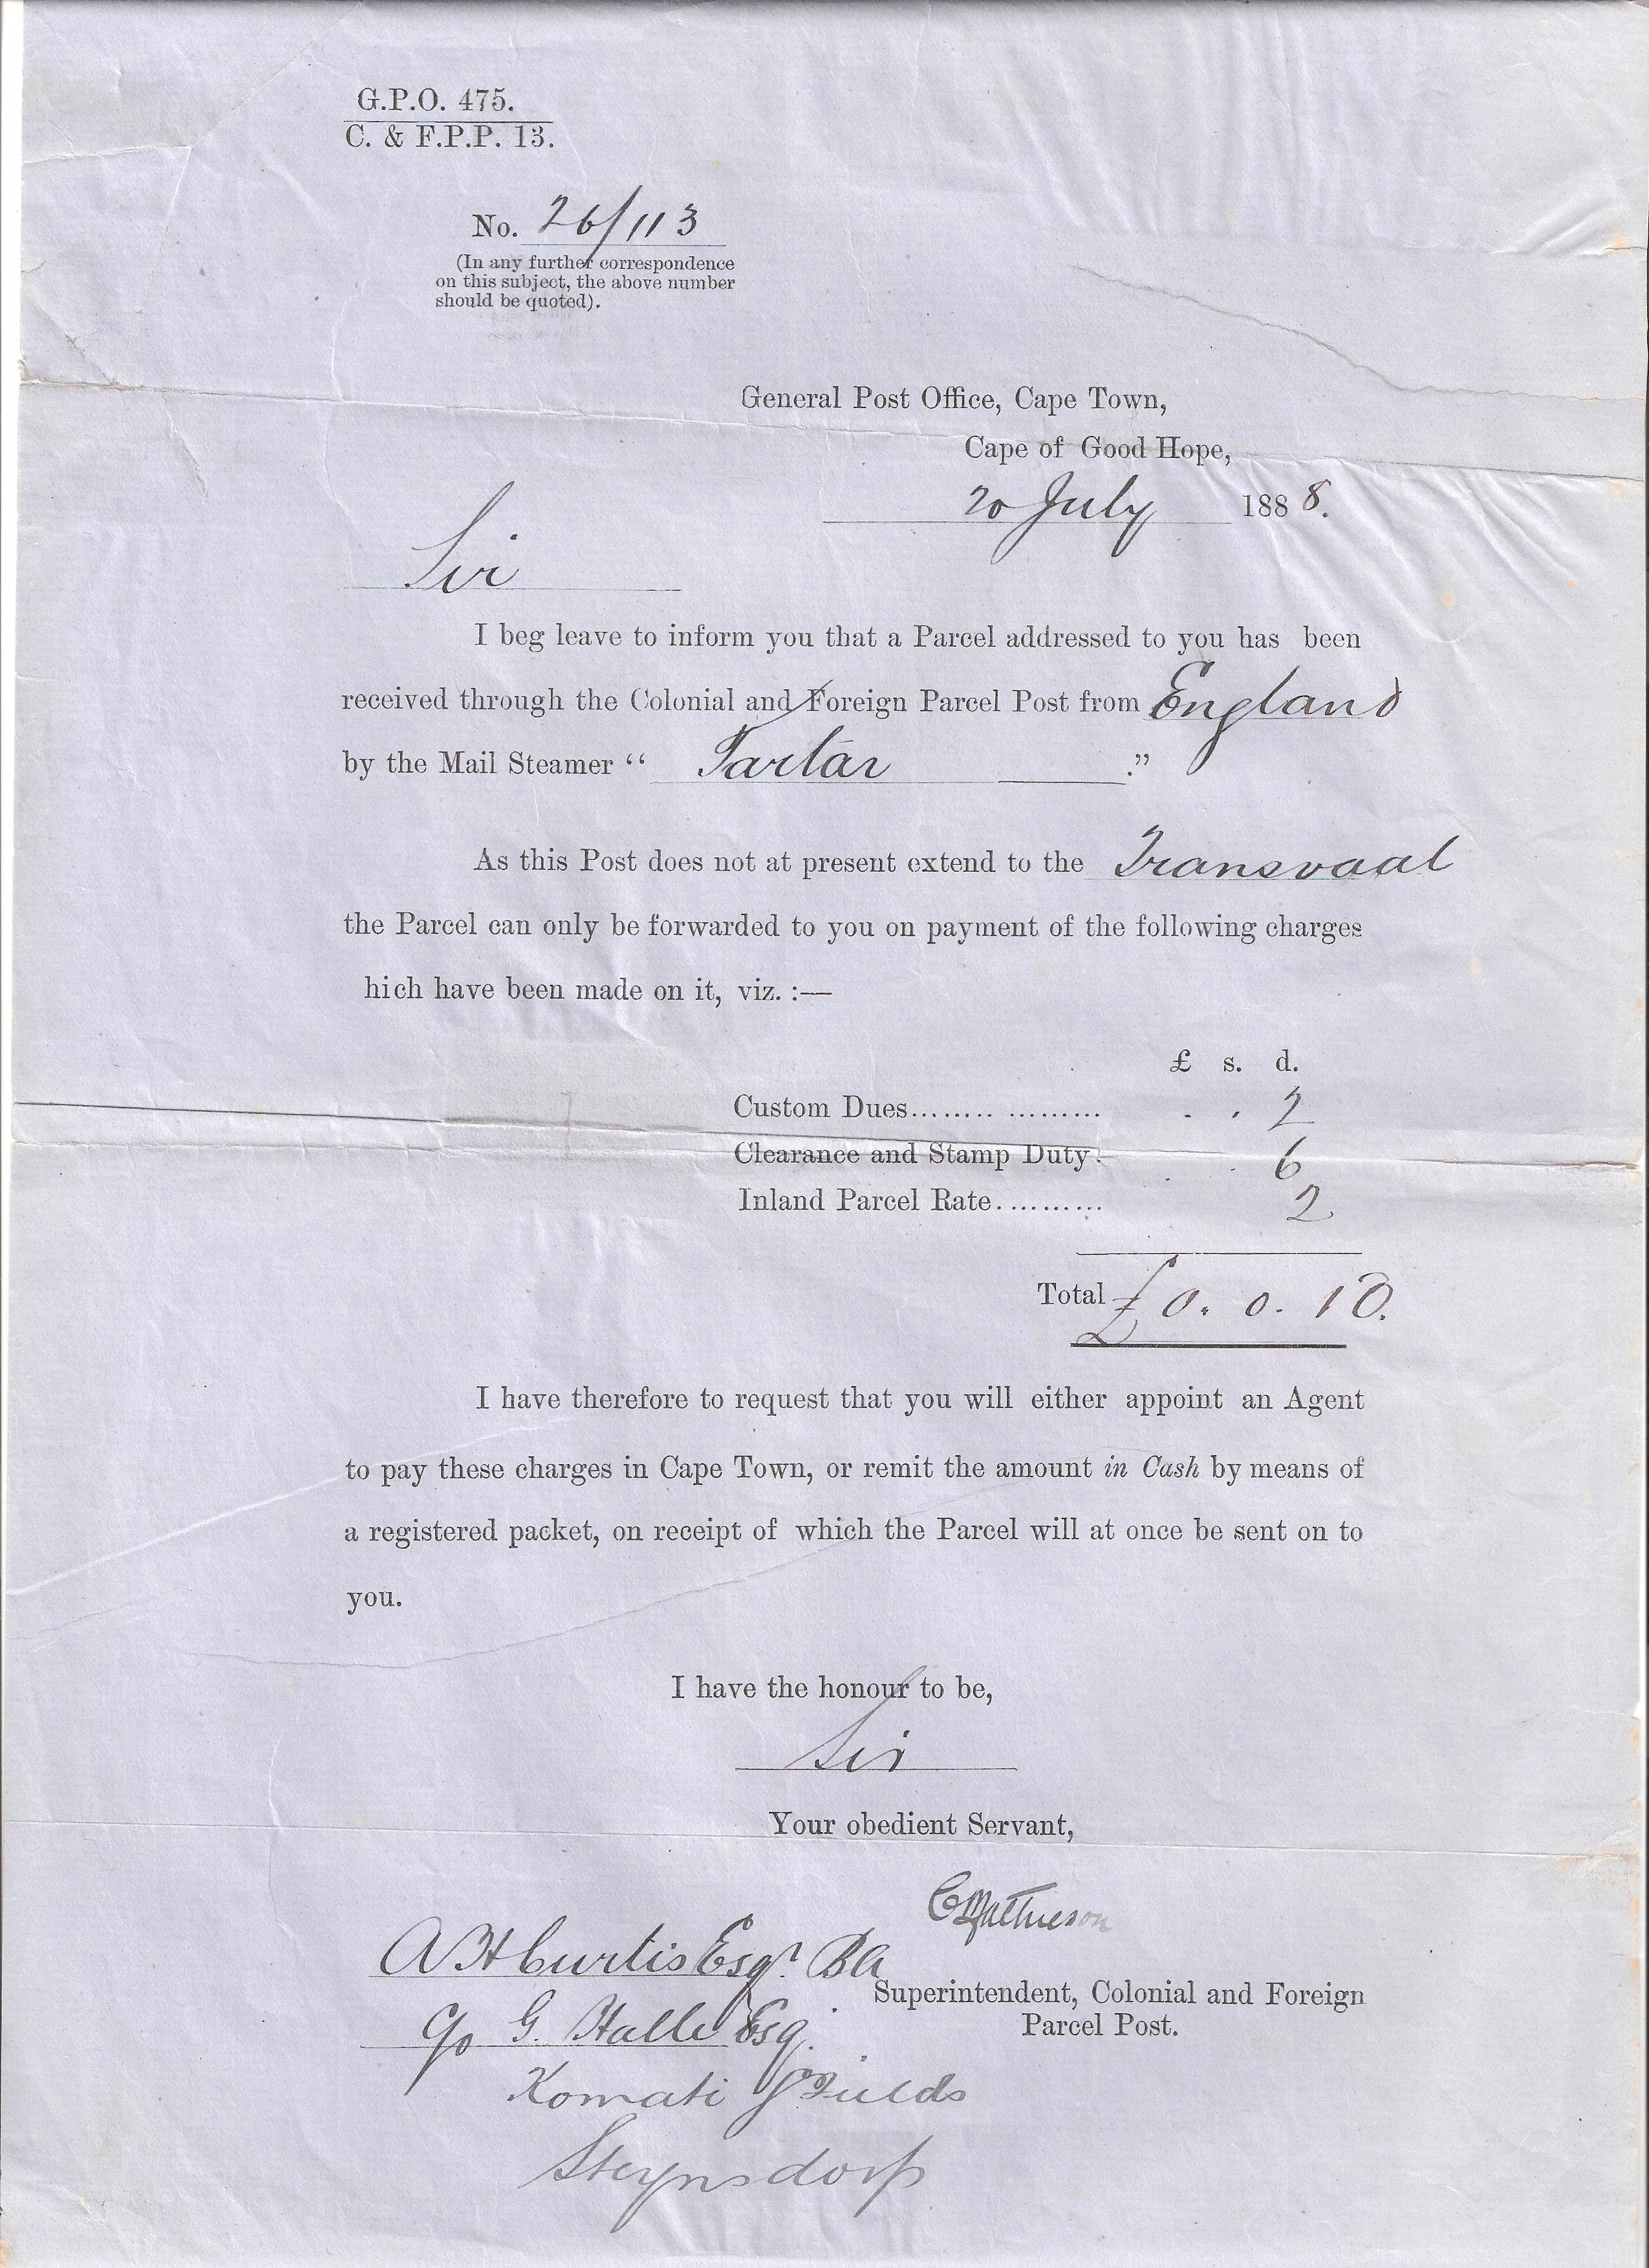 G.P.O. 475.
C. & F.P.P. 13.
No. 26/113
(In any further correspondence
on this subject, the above number
should be quoted).
General Post Office, Cape Town,
Cape of Good Hope,
20 July 1888.
Sir
I beg leave to inform you that a Parcel addressed to you has been
received through the Colonial and Foreign Parcel Post from England
by the Mail Steamer “ Tartar .”
As this Post does not at present extend to the Transvaal
the Parcel can only be forwarded to you on payment of the following charges
hich have been made on it, viz. :—
£ s. d.
Custom Dues........ ......... . . 2
Clearance and Stamp Duty. . . 6
Inland Parcel Rate.......... 2
Total £ 0. 0. 10.
I have therefore to request that you will either appoint an Agent
to pay these charges in Cape Town, or remit the amount in Cash by means of
a registered packet, on receipt of which the Parcel will at once be sent on to
you.
I have the honour to be,
Sir
Your obedient Servant,
C Mathieson
Superintendent, Colonial and Foreign
Parcel Post.
A H Curtis Esqr. BA
c/o G. Halle Esq.
Komati G Fields
Steynsdorp